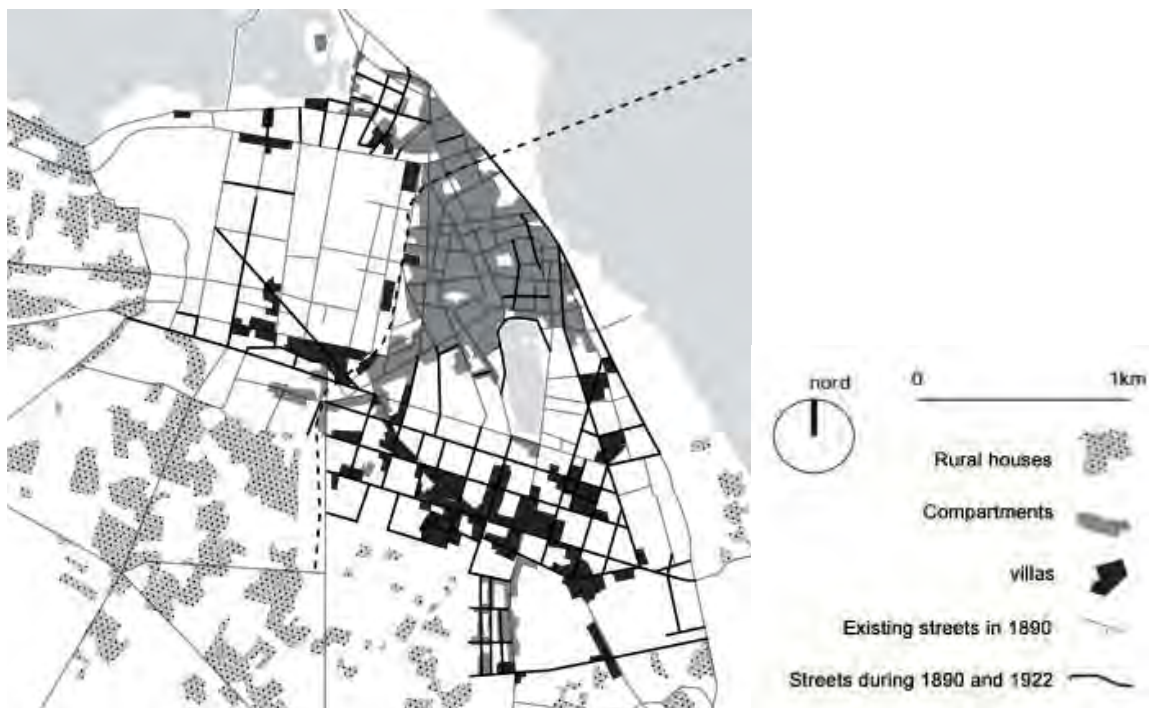 nord
0 1km
Rural houses
Compartments
villas
Existing streets in 1890
Streets during 1890 and 1922